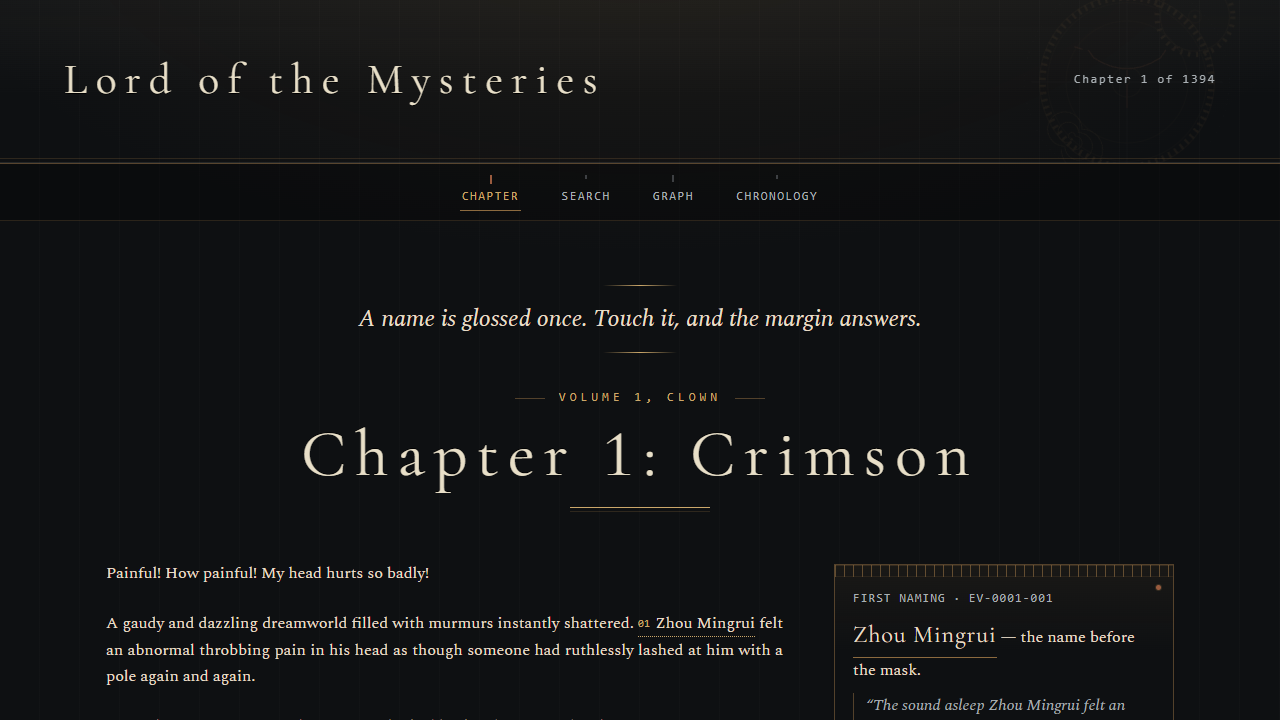 Lord of the Mysteries
Chapter 1 of 1394
CHAPTER
SEARCH
GRAPH
CHRONOLOGY
A name is glossed once. Touch it, and the margin answers.
VOLUME 1, CLOWN
Chapter 1: Crimson
Painful! How painful! My head hurts so badly!
A gaudy and dazzling dreamworld filled with murmurs instantly shattered. 01 Zhou Mingrui felt
an abnormal throbbing pain in his head as though someone had ruthlessly lashed at him with a
pole again and again.
FIRST NAMING · EV-0001-001
Zhou Mingrui — the name before
the mask.
“The sound asleep Zhou Mingrui felt an